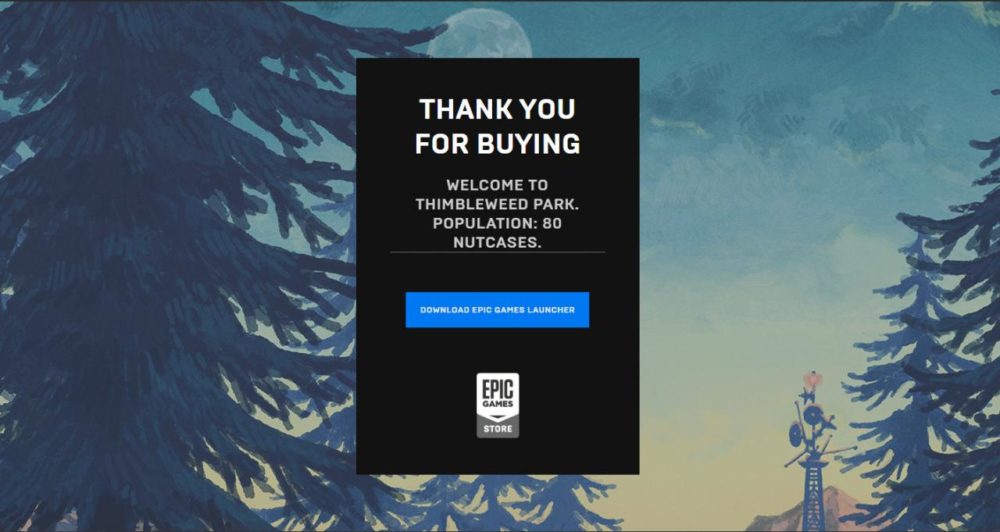 THANK YOU
FOR BUYING
WELCOME TO
THIMBLEWEED PARK.
POPULATION: 80
NUTCASES.
DOWNLOAD EPIC GAMES LAUNCHER
EPIC
GAMES
STORE